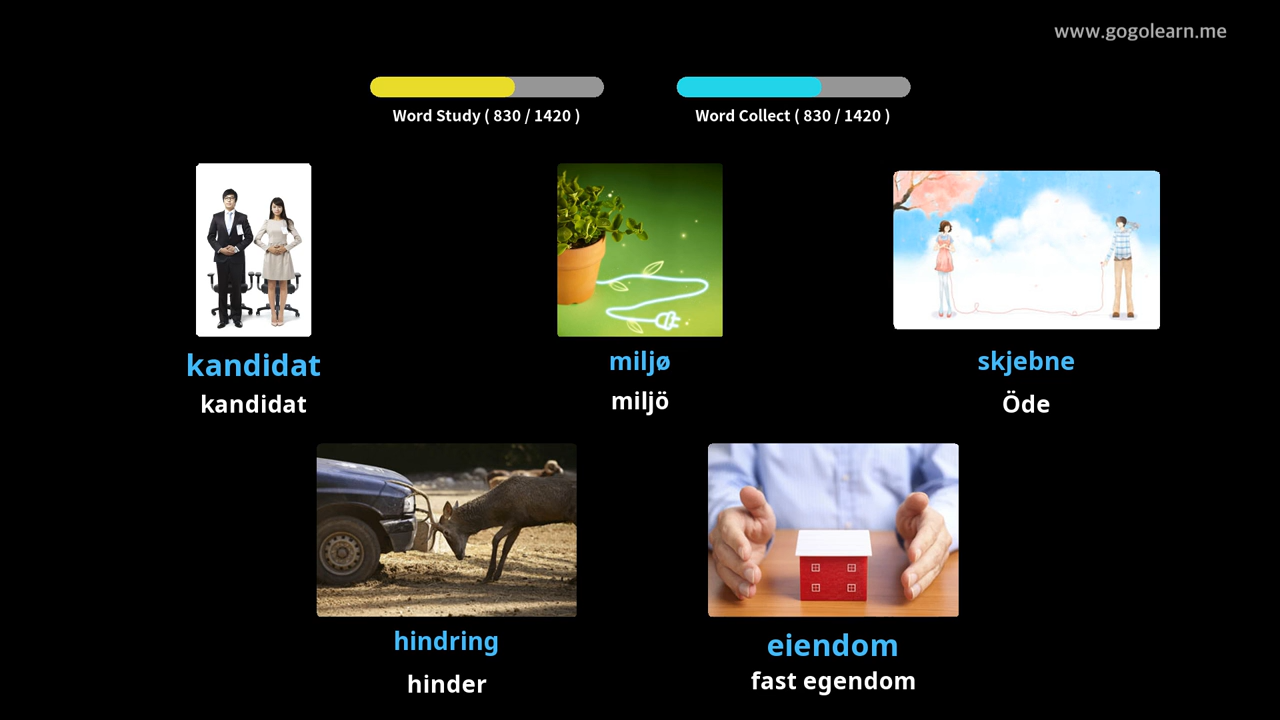 www.gogolearn.me
Word Study ( 830 / 1420 )
Word Collect ( 830 / 1420 )
kandidat
kandidat
miljø
miljö
skjebne
Öde
hindring
hinder
eiendom
fast egendom